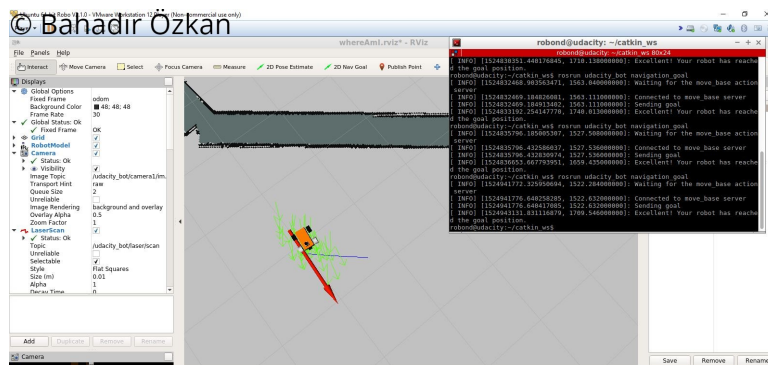 Ubuntu 64-bit Robo V2.1.0 - VMware Workstation 12 Player (Non-commercial use only)
© Bahadır Özkan
whereAmI.rviz* - RViz
File Panels Help
Interact Move Camera Select Focus Camera Measure 2D Pose Estimate 2D Nav Goal Publish Point
Displays
Global Options
Fixed Frame odom
Background Color 48; 48; 48
Frame Rate 30
Global Status: Ok
Fixed Frame OK
Grid
RobotModel
Camera
Status: Ok
Visibility
Image Topic /udacity_bot/camera1/im.
Transport Hint raw
Queue Size 2
Unreliable
Image Rendering background and overlay
Overlay Alpha 0.5
Zoom Factor 1
LaserScan
Status: Ok
Topic /udacity_bot/laser/scan
Unreliable
Selectable
Style Flat Squares
Size (m) 0.01
Alpha 1
Decay Time 0
Add Duplicate Remove Rename
Camera
robond@udacity: ~/catkin_ws
robond@udacity: ~/catkin_ws 80x24
[ INFO] [1524830351.440176845, 1710.138000000]: Excellent! Your robot has reache
d the goal position.
robond@udacity:~/catkin_ws$ rosrun udacity_bot navigation_goal
[ INFO] [1524832468.903563471, 1563.040000000]: Waiting for the move_base action
server
[ INFO] [1524832469.184826081, 1563.111000000]: Connected to move_base server
[ INFO] [1524832469.184913402, 1563.111000000]: Sending goal
[ INFO] [1524833192.254147770, 1740.013000000]: Excellent! Your robot has reache
d the goal position.
robond@udacity:~/catkin_ws$ rosrun udacity_bot navigation_goal
[ INFO] [1524835796.185005307, 1527.508000000]: Waiting for the move_base action
server
[ INFO] [1524835796.432506037, 1527.536000000]: Connected to move_base server
[ INFO] [1524835796.432830974, 1527.536000000]: Sending goal
[ INFO] [1524836653.667793951, 1659.435000000]: Excellent! Your robot has reache
d the goal position.
robond@udacity:~/catkin_ws$ rosrun udacity_bot navigation_goal
[ INFO] [1524941772.325950694, 1522.284000000]: Waiting for the move_base action
server
[ INFO] [1524941776.640258285, 1522.632000000]: Connected to move_base server
[ INFO] [1524941776.640417085, 1522.632000000]: Sending goal
[ INFO] [1524943131.831116879, 1709.546000000]: Excellent! Your robot has reache
d the goal position.
robond@udacity:~/catkin_ws$
Save Remove Rename